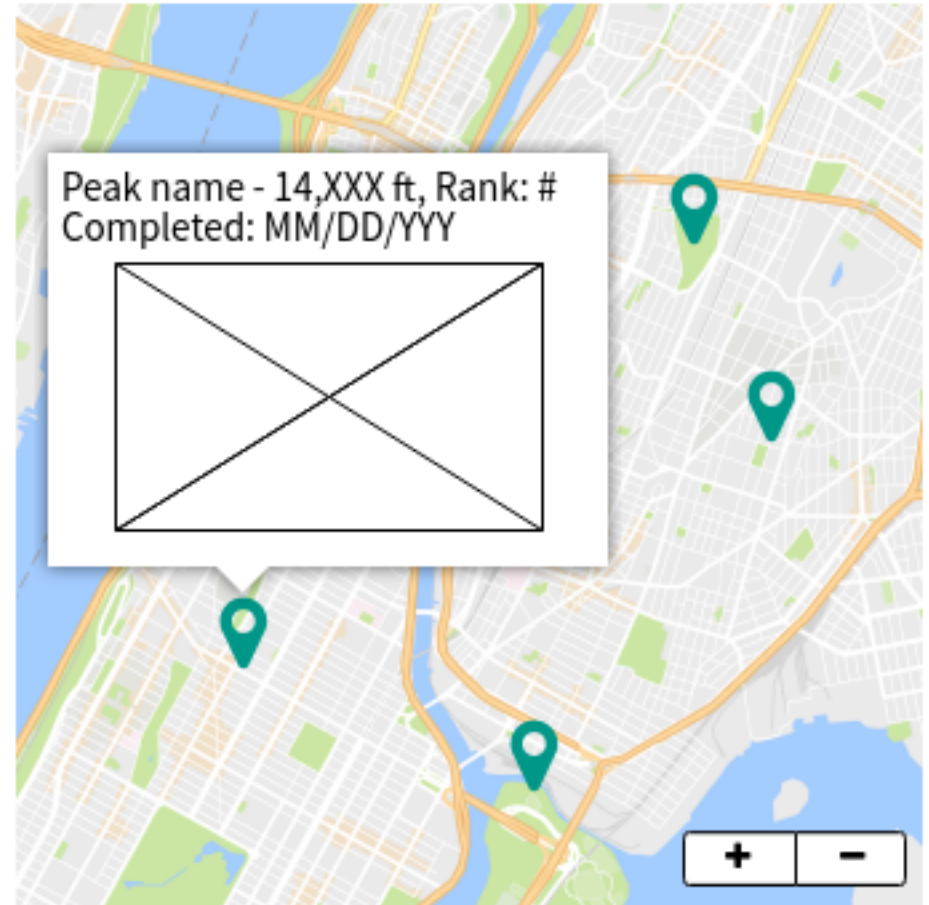 Peak name - 14,XXX ft, Rank: #
Completed: MM/DD/YYY
+ −